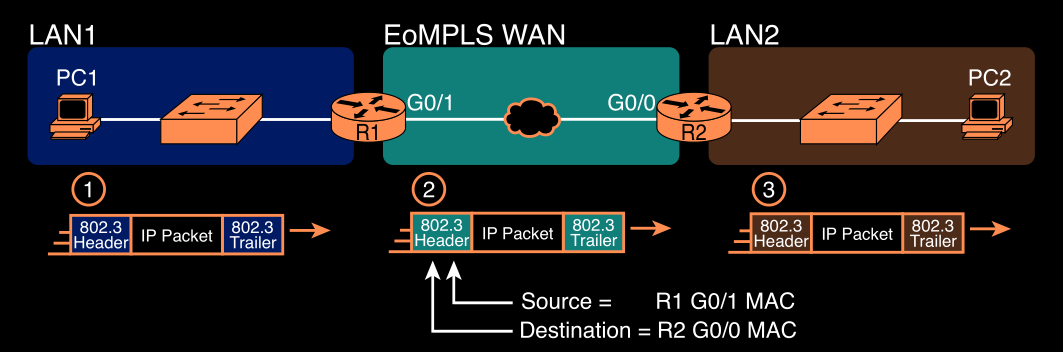 LAN1
EoMPLS WAN
LAN2
PC1
PC2
G0/1
G0/0
R1
R2
1
2
3
802.3
Header
IP Packet
802.3
Trailer
802.3
Header
IP Packet
802.3
Trailer
802.3
Header
IP Packet
802.3
Trailer
Source = R1 G0/1 MAC
Destination = R2 G0/0 MAC